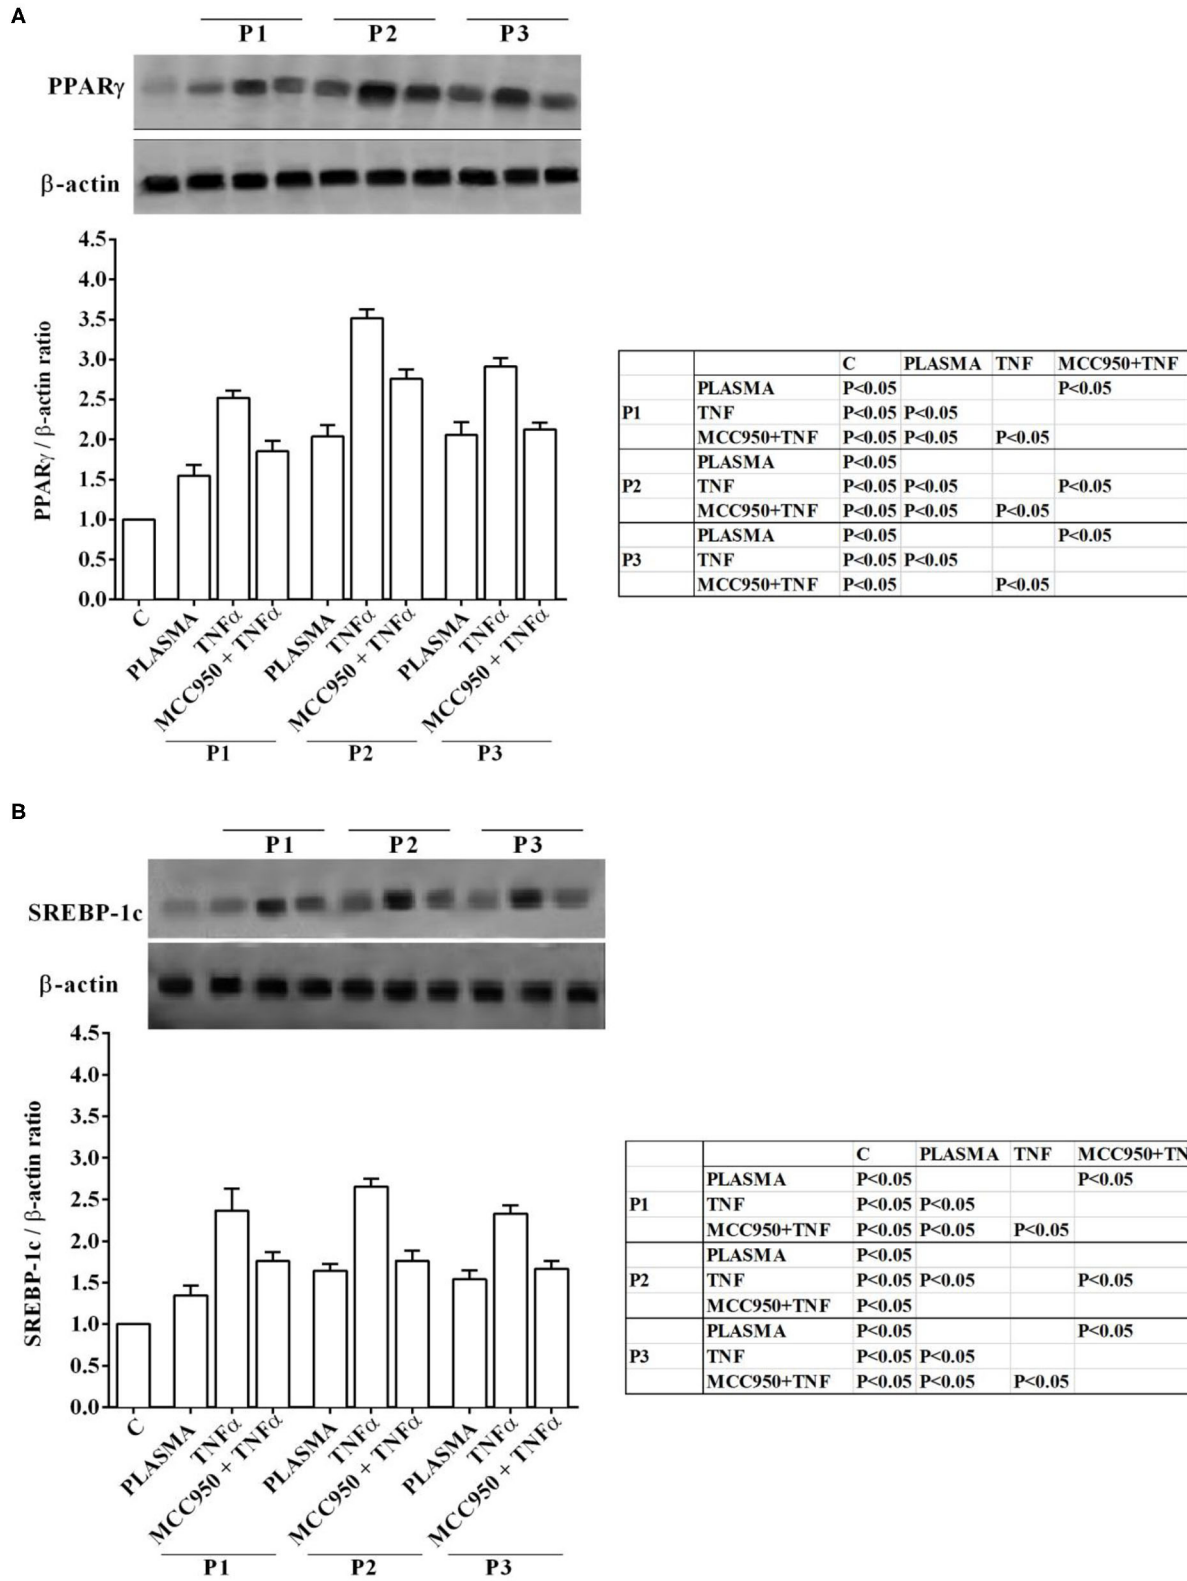 A
P1 P2 P3
PPARγ
β-actin
4.5
4.0
3.5
3.0
2.5
2.0
1.5
1.0
0.5
0.0
PPARγ / β-actin ratio
C
PLASMA
TNFα
MCC950 + TNFα
PLASMA
TNFα
MCC950 + TNFα
PLASMA
TNFα
MCC950 + TNFα
P1 P2 P3
C PLASMA TNF MCC950+TNF
PLASMA P<0.05 P<0.05
P1 TNF P<0.05 P<0.05
MCC950+TNF P<0.05 P<0.05 P<0.05
PLASMA P<0.05
P2 TNF P<0.05 P<0.05 P<0.05
MCC950+TNF P<0.05 P<0.05 P<0.05
PLASMA P<0.05 P<0.05
P3 TNF P<0.05 P<0.05
MCC950+TNF P<0.05 P<0.05
B
P1 P2 P3
SREBP-1c
β-actin
4.5
4.0
3.5
3.0
2.5
2.0
1.5
1.0
0.5
0.0
SREBP-1c / β-actin ratio
C
PLASMA
TNFα
MCC950 + TNFα
PLASMA
TNFα
MCC950 + TNFα
PLASMA
TNFα
MCC950 + TNFα
P1 P2 P3
C PLASMA TNF MCC950+TN
PLASMA P<0.05 P<0.05
P1 TNF P<0.05 P<0.05
MCC950+TNF P<0.05 P<0.05 P<0.05
PLASMA P<0.05
P2 TNF P<0.05 P<0.05 P<0.05
MCC950+TNF P<0.05
PLASMA P<0.05 P<0.05
P3 TNF P<0.05 P<0.05
MCC950+TNF P<0.05 P<0.05 P<0.05